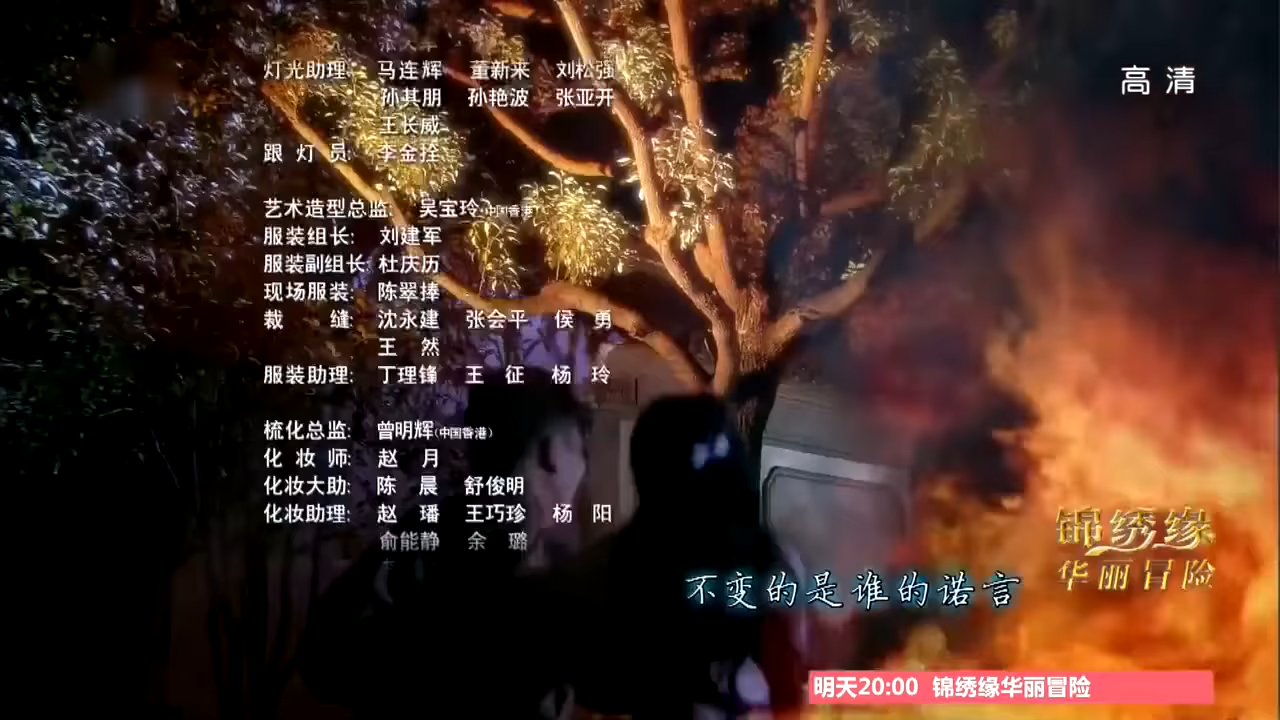 高清
灯光助理: 马连辉 董新来 刘松强
孙其朋 孙艳波 张亚开
王长威
跟灯员: 李金拴
艺术造型总监: 吴宝玲(中国香港)
服装组长: 刘建军
服装副组长: 杜庆历
现场服装: 陈翠捧
裁缝: 沈永建 张会平 侯勇
王然
服装助理: 丁理锋 王征 杨玲
梳化总监: 曾明辉(中国香港)
化妆师: 赵月
化妆大助: 陈晨 舒俊明
化妆助理: 赵璠 王巧珍 杨阳
俞能静 余璐
锦绣缘
华丽冒险
不变的是谁的诺言
明天20:00 锦绣缘华丽冒险